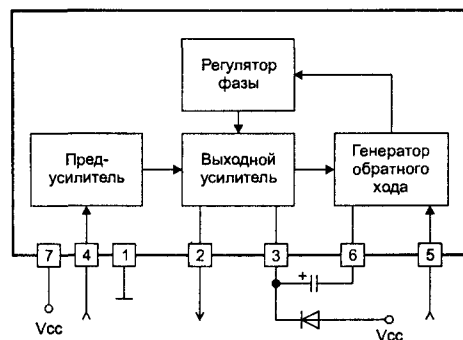 Регулятор
фазы
Пред-
усилитель
Выходной
усилитель
Генератор
обратного
хода
7 4 1 2 3 6 5
+
Vcc
Vcc